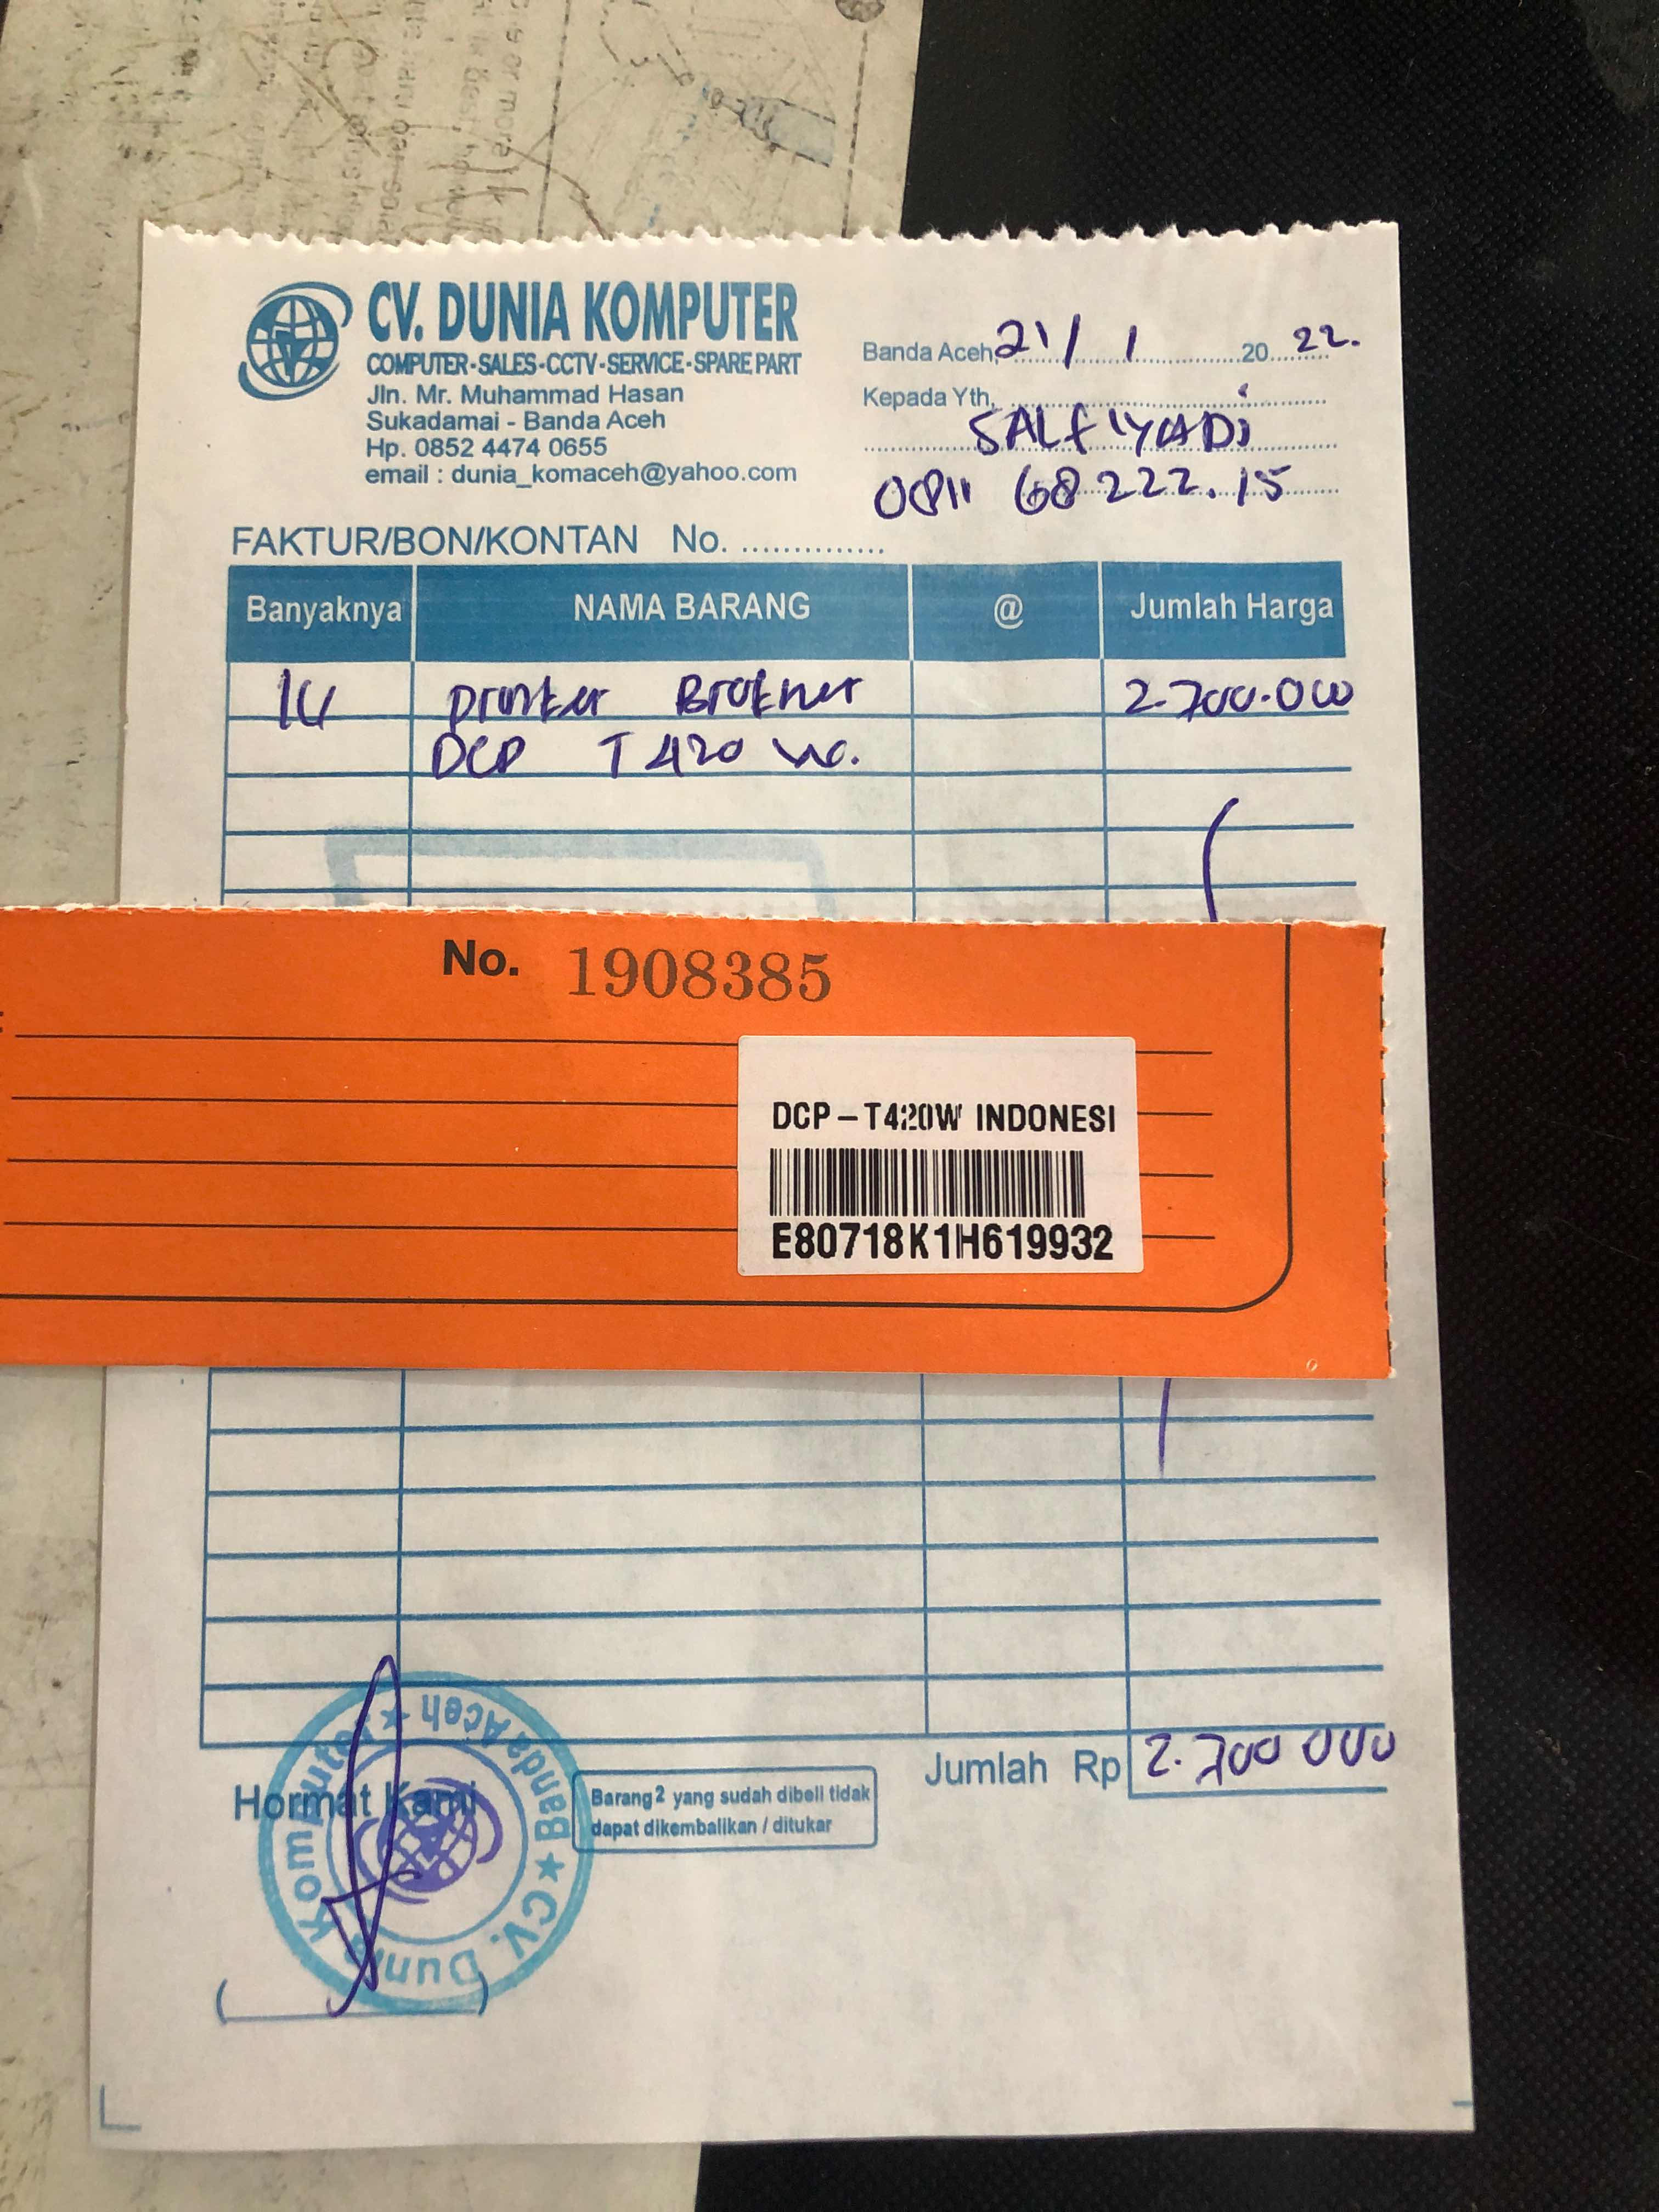 CV. DUNIA KOMPUTER
COMPUTER - SALES - CCTV - SERVICE - SPARE PART
Jln. Mr. Muhammad Hasan
Sukadamai - Banda Aceh
Hp. 0852 4474 0655
email : dunia_komaceh@yahoo.com
Banda Aceh, 21 / 1 20 22.
Kepada Yth,
SALFIYADi
0811 68 222.15
FAKTUR/BON/KONTAN No. ...............
Banyaknya NAMA BARANG @ Jumlah Harga
1U printer Brother 2.700.000
DCP T420 W.
No. 1908385
DCP-T420W INDONESI
E80718K1H619932
Jumlah Rp 2.700 000
Hormat Kami
Barang2 yang sudah dibeli tidak
dapat dikembalikan / ditukar
CV. Dunia Komputer ★ Banda Aceh ★